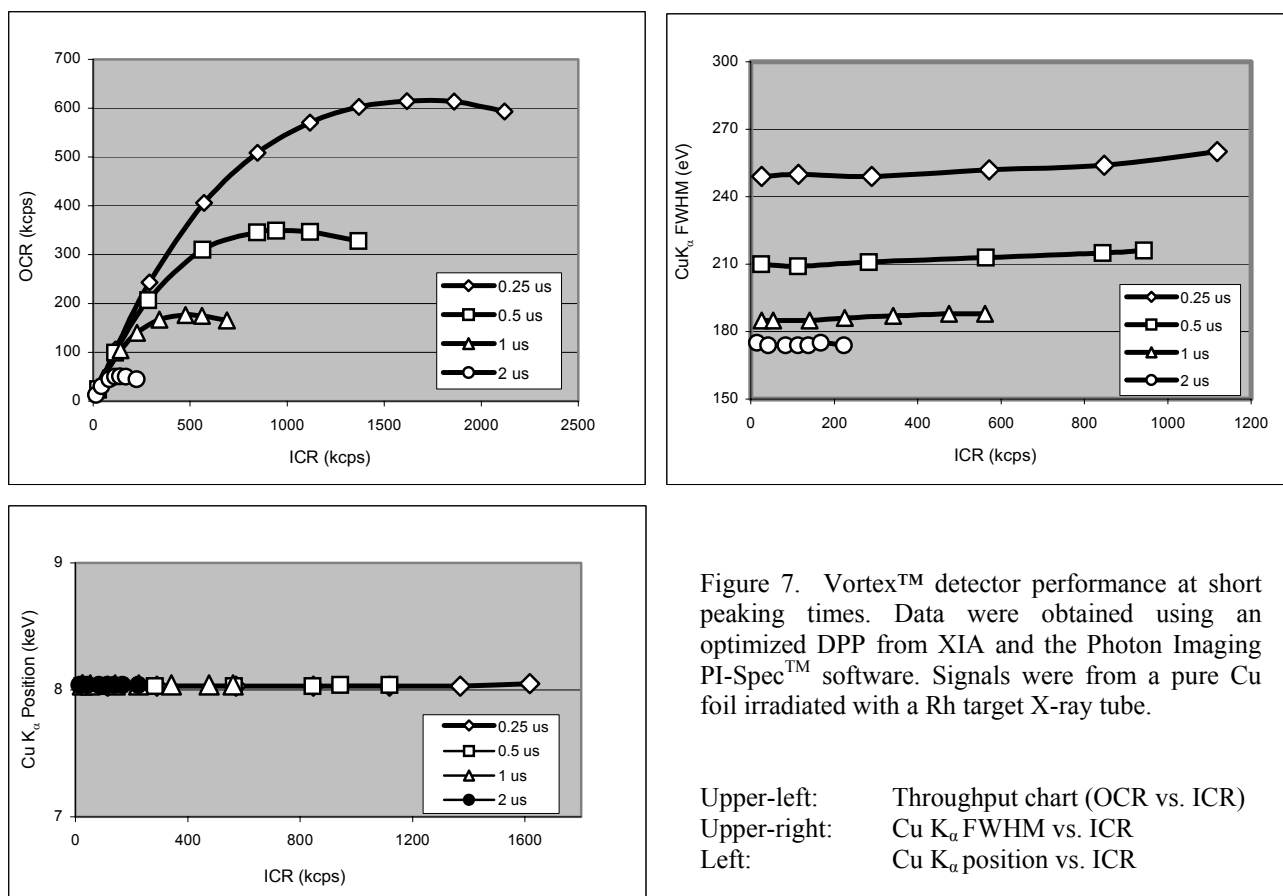 700
600
500
400
300
200
100
0
OCR (kcps)
0 500 1000 1500 2000 2500
ICR (kcps)
0.25 us
0.5 us
1 us
2 us
300
270
240
210
180
150
CuKα FWHM (eV)
0 200 400 600 800 1000 1200
ICR (kcps)
0.25 us
0.5 us
1 us
2 us
9
8
7
Cu Kα Position (keV)
0 400 800 1200 1600
ICR (kcps)
0.25 us
0.5 us
1 us
2 us
Figure 7. Vortex™ detector performance at short
peaking times. Data were obtained using an
optimized DPP from XIA and the Photon Imaging
PI-Spec™ software. Signals were from a pure Cu
foil irradiated with a Rh target X-ray tube.
Upper-left: Throughput chart (OCR vs. ICR)
Upper-right: Cu Kα FWHM vs. ICR
Left: Cu Kα position vs. ICR